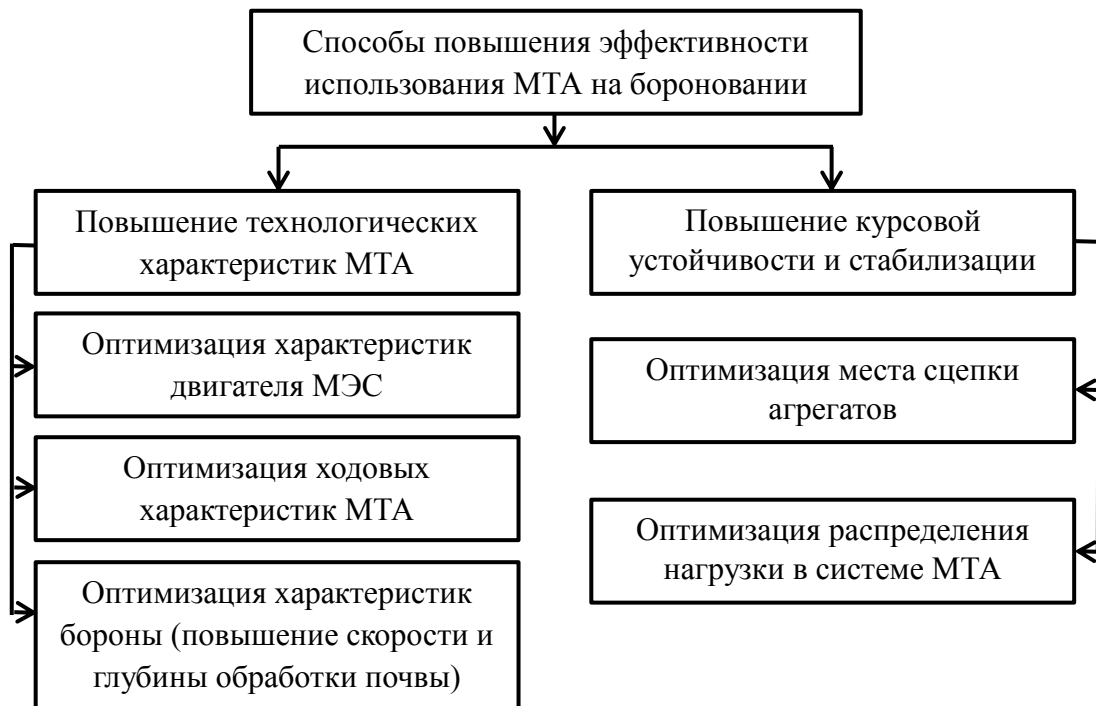 Способы повышения эффективности
использования МТА на бороновании
Повышение технологических
характеристик МТА
Оптимизация характеристик
двигателя МЭС
Оптимизация ходовых
характеристик МТА
Оптимизация характеристик
бороны (повышение скорости и
глубины обработки почвы)
Повышение курсовой
устойчивости и стабилизации
Оптимизация места сцепки
агрегатов
Оптимизация распределения
нагрузки в системе МТА